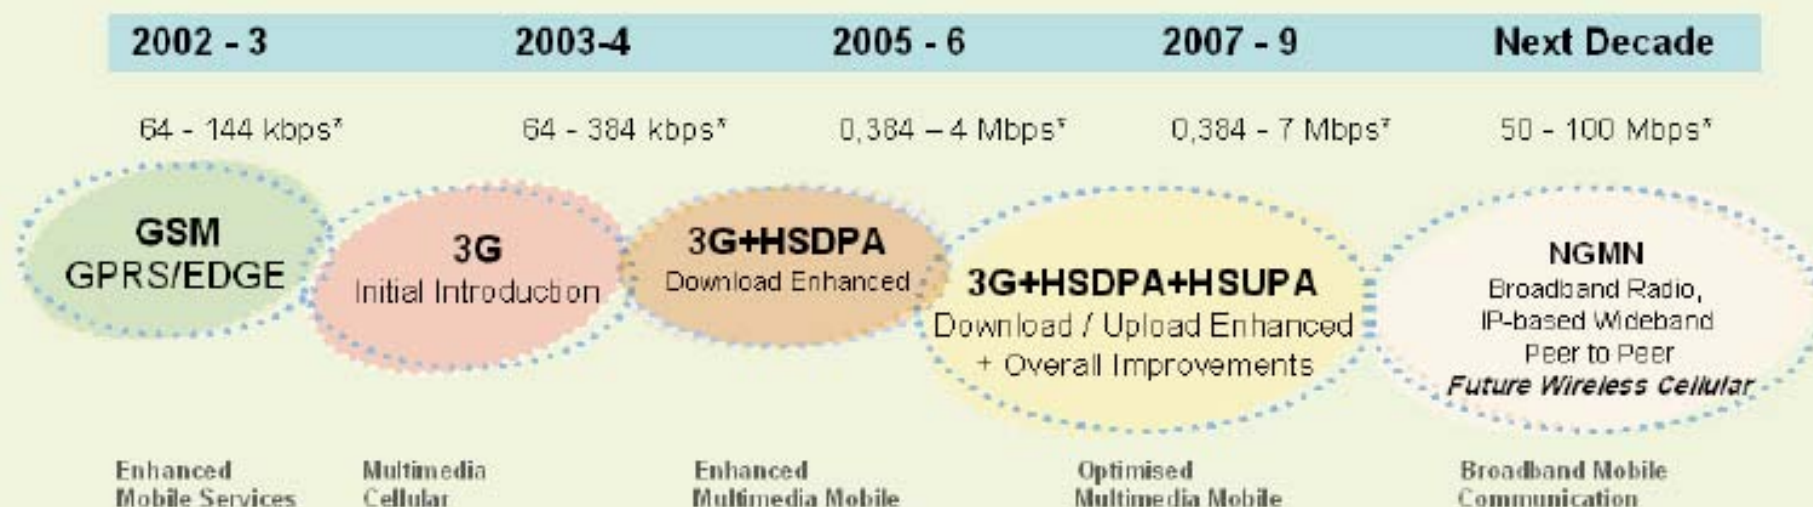 2002 - 3 2003-4 2005 - 6 2007 - 9 Next Decade
64 - 144 kbps* 64 - 384 kbps* 0,384 – 4 Mbps* 0,384 - 7 Mbps* 50 - 100 Mbps*
GSM
GPRS/EDGE
3G
Initial Introduction
3G+HSDPA
Download Enhanced
3G+HSDPA+HSUPA
Download / Upload Enhanced
+ Overall Improvements
NGMN
Broadband Radio,
IP-based Wideband
Peer to Peer
Future Wireless Cellular
Enhanced
Mobile Services
Multimedia
Cellular
Enhanced
Multimedia Mobile
Optimised
Multimedia Mobile
Broadband Mobile
Communication